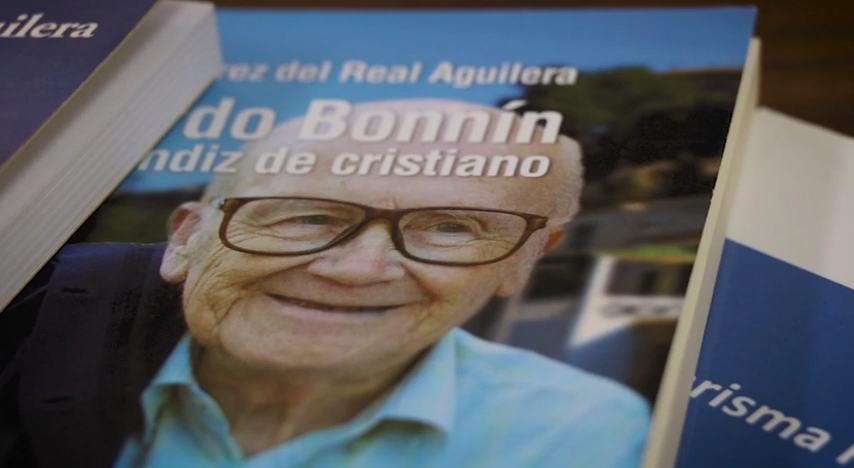 uilera
rez del Real Aguilera
do Bonnín
ndiz de cristiano
risma